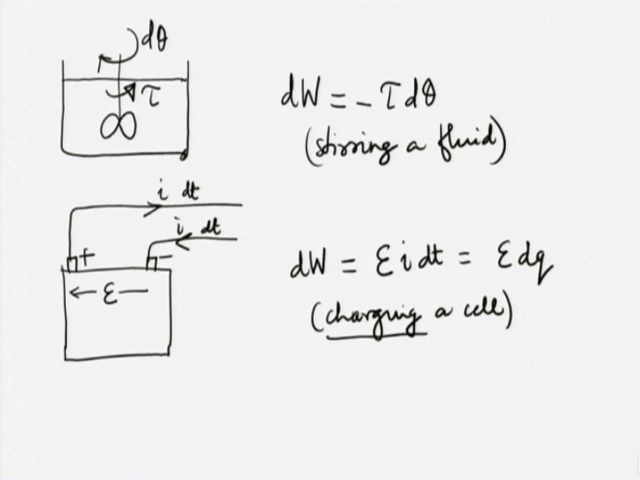 dθ
τ
dW = - τ dθ
(stirring a fluid)
i dt
i dt
+ -
← ε —
dW = ε i dt = ε dq
(charging a cell)